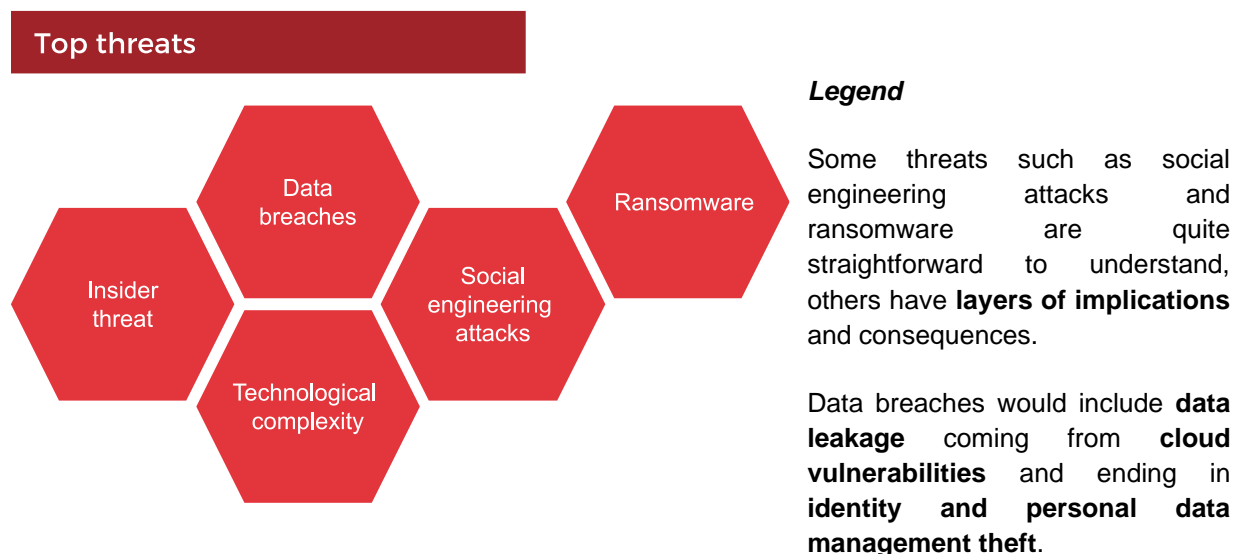 Top threats
Data
breaches
Ransomware
Insider
threat
Social
engineering
attacks
Technological
complexity
Legend
Some threats such as social
engineering attacks and
ransomware are quite
straightforward to understand,
others have layers of implications
and consequences.
Data breaches would include data
leakage coming from cloud
vulnerabilities and ending in
identity and personal data
management theft.